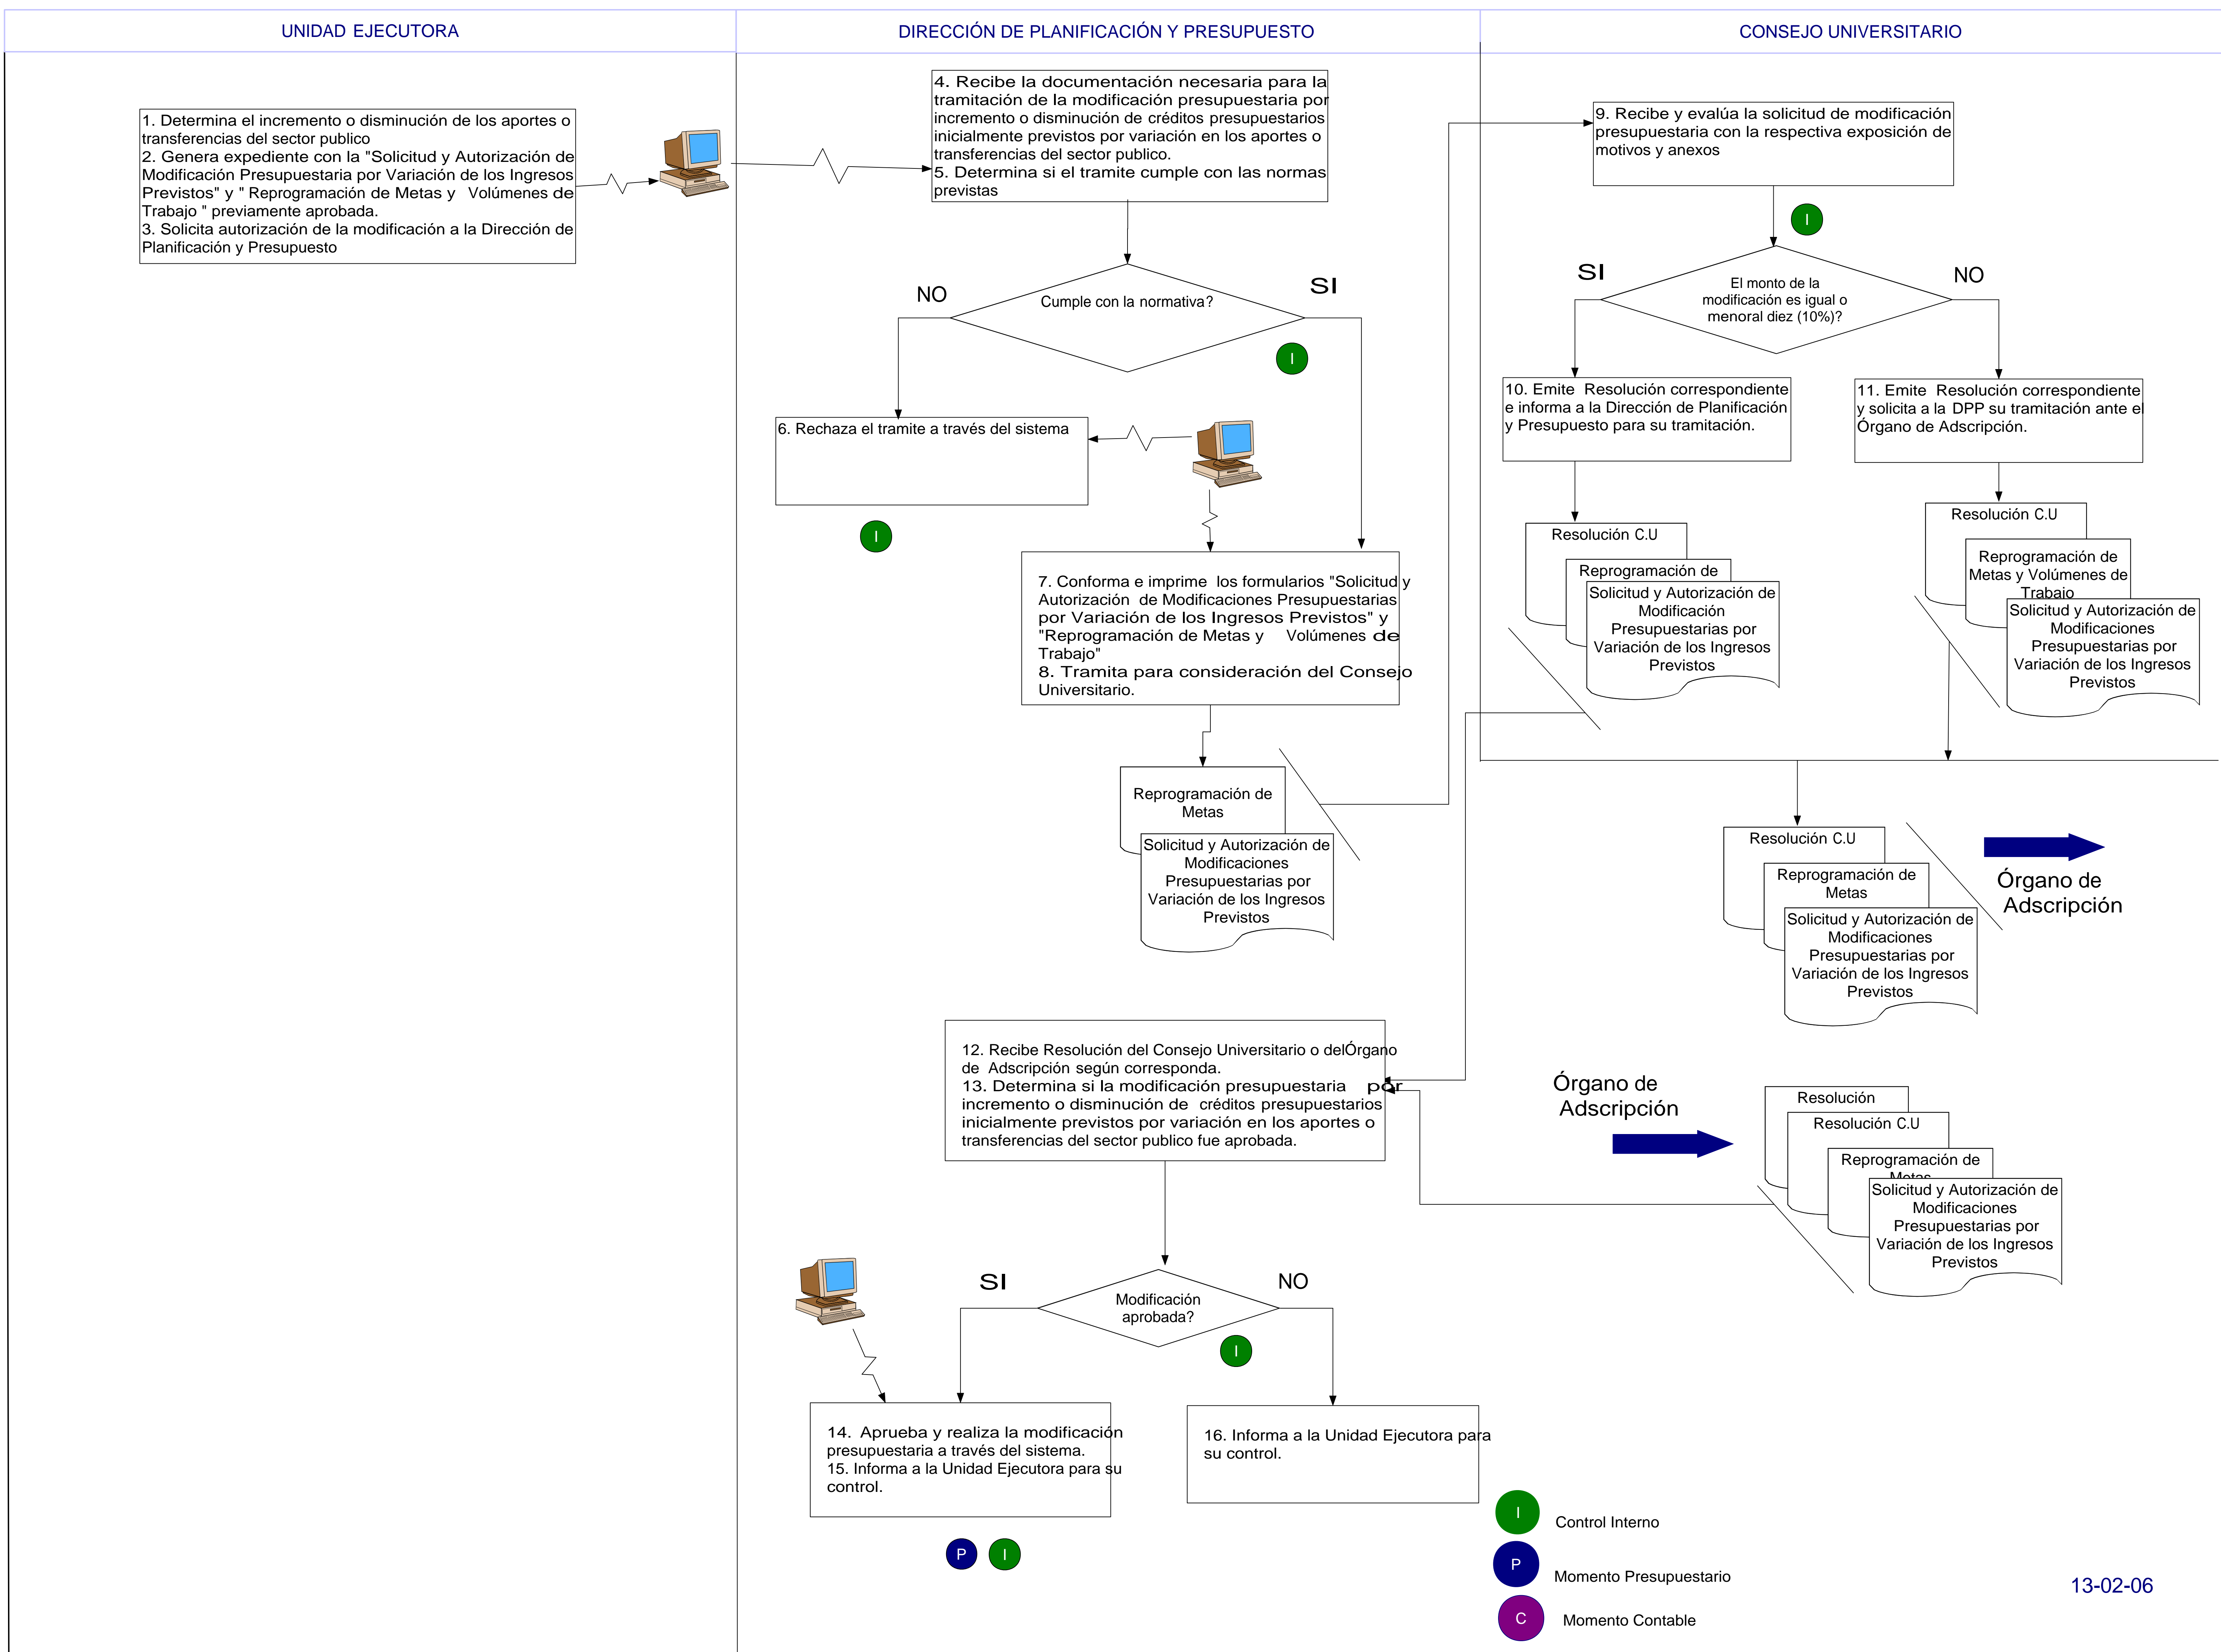 UNIDAD EJECUTORA
DIRECCIÓN DE PLANIFICACIÓN Y PRESUPUESTO
CONSEJO UNIVERSITARIO
1. Determina el incremento o disminución de los aportes o
transferencias del sector publico
2. Genera expediente con la "Solicitud y Autorización de
Modificación Presupuestaria por Variación de los Ingresos
Previstos" y " Reprogramación de Metas y Volúmenes de
Trabajo " previamente aprobada.
3. Solicita autorización de la modificación a la Dirección de
Planificación y Presupuesto
4. Recibe la documentación necesaria para la
tramitación de la modificación presupuestaria por
incremento o disminución de créditos presupuestarios
inicialmente previstos por variación en los aportes o
transferencias del sector publico.
5. Determina si el tramite cumple con las normas
previstas
NO
Cumple con la normativa?
SI
I
6. Rechaza el tramite a través del sistema
I
7. Conforma e imprime los formularios "Solicitud y
Autorización de Modificaciones Presupuestarias
por Variación de los Ingresos Previstos" y
"Reprogramación de Metas y Volúmenes de
Trabajo"
8. Tramita para consideración del Consejo
Universitario.
Reprogramación de
Metas
Solicitud y Autorización de
Modificaciones
Presupuestarias por
Variación de los Ingresos
Previstos
9. Recibe y evalúa la solicitud de modificación
presupuestaria con la respectiva exposición de
motivos y anexos
I
SI
El monto de la
modificación es igual o
menoral diez (10%)?
NO
10. Emite Resolución correspondiente
e informa a la Dirección de Planificación
y Presupuesto para su tramitación.
11. Emite Resolución correspondiente
y solicita a la DPP su tramitación ante el
Órgano de Adscripción.
Resolución C.U
Reprogramación de
Solicitud y Autorización de
Modificación
Presupuestarias por
Variación de los Ingresos
Previstos
Resolución C.U
Reprogramación de
Metas y Volúmenes de
Trabajo
Solicitud y Autorización de
Modificaciones
Presupuestarias por
Variación de los Ingresos
Previstos
Resolución C.U
Reprogramación de
Metas
Solicitud y Autorización de
Modificaciones
Presupuestarias por
Variación de los Ingresos
Previstos
Órgano de
Adscripción
12. Recibe Resolución del Consejo Universitario o delÓrgano
de Adscripción según corresponda.
13. Determina si la modificación presupuestaria por
incremento o disminución de créditos presupuestarios
inicialmente previstos por variación en los aportes o
transferencias del sector publico fue aprobada.
Órgano de
Adscripción
Resolución
Resolución C.U
Reprogramación de
Metas
Solicitud y Autorización de
Modificaciones
Presupuestarias por
Variación de los Ingresos
Previstos
SI
Modificación
aprobada?
NO
I
14. Aprueba y realiza la modificación
presupuestaria a través del sistema.
15. Informa a la Unidad Ejecutora para su
control.
16. Informa a la Unidad Ejecutora para
su control.
P
I
I
Control Interno
P
Momento Presupuestario
C
Momento Contable
13-02-06